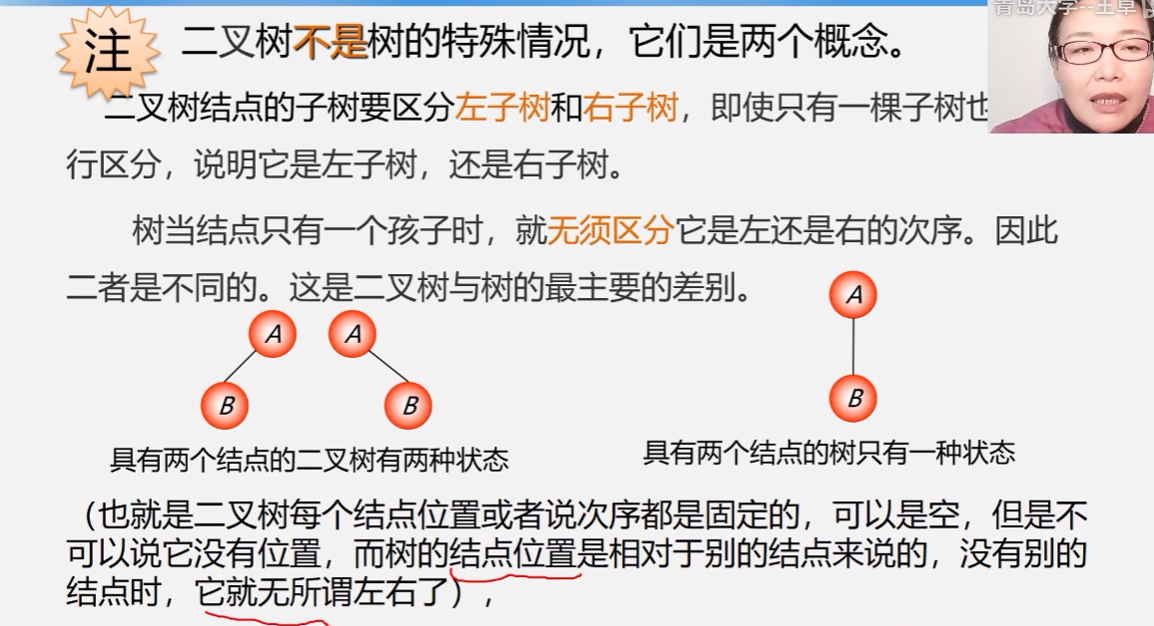 青岛大学--王卓
注
二叉树不是树的特殊情况，它们是两个概念。
二叉树结点的子树要区分左子树和右子树，即使只有一棵子树也
行区分，说明它是左子树，还是右子树。
树当结点只有一个孩子时，就无须区分它是左还是右的次序。因此
二者是不同的。这是二叉树与树的最主要的差别。
A A A
B B B
具有两个结点的二叉树有两种状态
具有两个结点的树只有一种状态
（也就是二叉树每个结点位置或者说次序都是固定的，可以是空，但是不
可以说它没有位置，而树的结点位置是相对于别的结点来说的，没有别的
结点时，它就无所谓左右了），